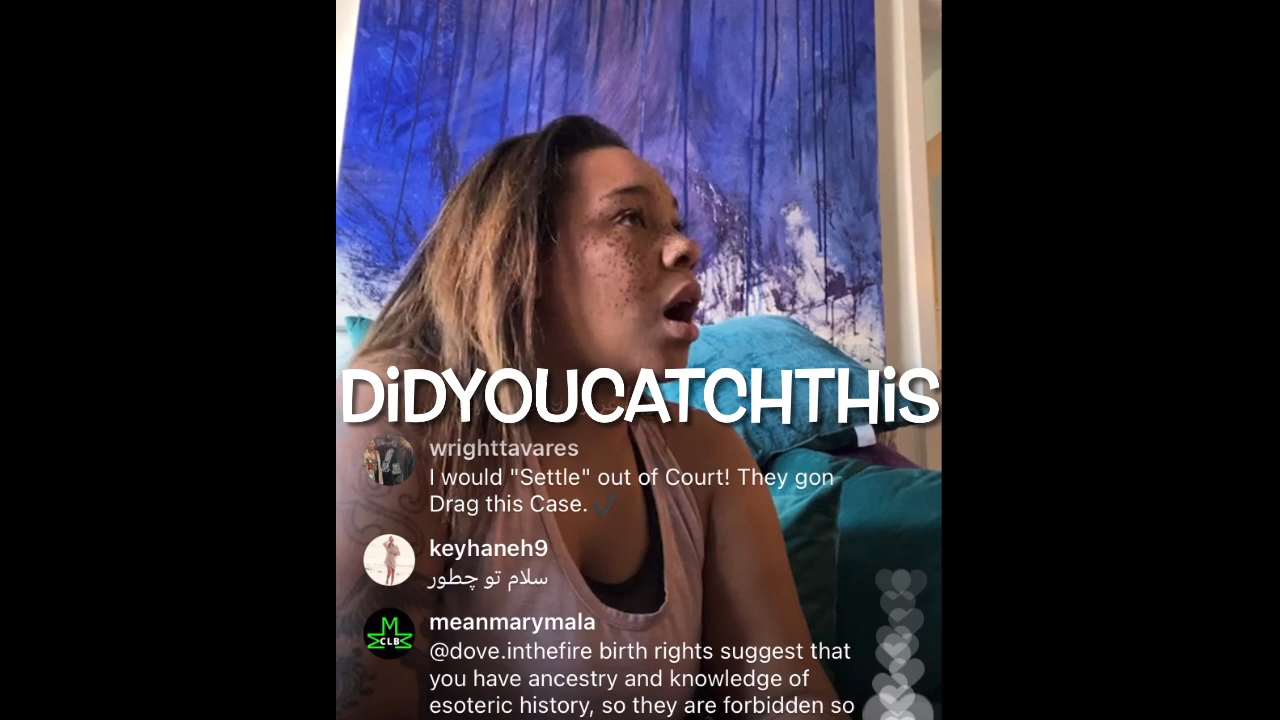 DiDYOUCATCHTHiS
wrighttavares
I would "Settle" out of Court! They gon
Drag this Case.
keyhaneh9
سلام تو چطور
M
CLB
meanmarymala
@dove.inthefire birth rights suggest that
you have ancestry and knowledge of
esoteric history, so they are forbidden so